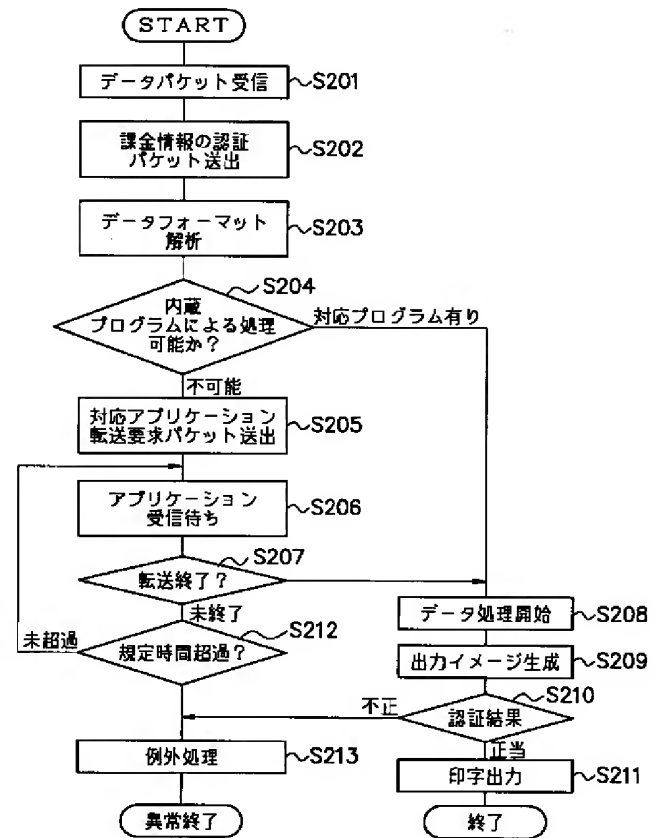 START
データパケット受信
S201
課金情報の認証
パケット送出
S202
データフォーマット
解析
S203
S204
内蔵
プログラムによる処理
可能か？
対応プログラム有り
不可能
対応アプリケーション
転送要求パケット送出
S205
アプリケーション
受信待ち
S206
S207
転送終了？
未終了
S212
規定時間超過？
未超過
データ処理開始
S208
出力イメージ生成
S209
S210
認証結果
不正
正当
例外処理
S213
印字出力
S211
異常終了
終了